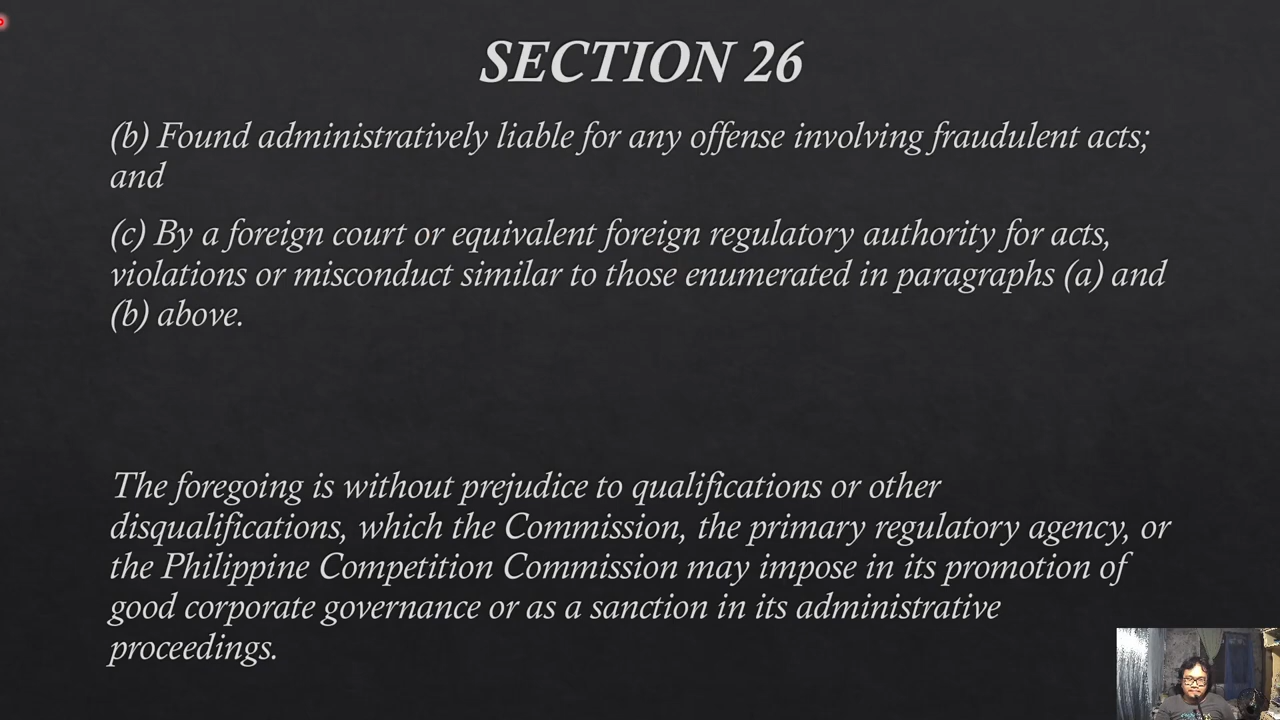 SECTION 26
(b) Found administratively liable for any offense involving fraudulent acts;
and
(c) By a foreign court or equivalent foreign regulatory authority for acts,
violations or misconduct similar to those enumerated in paragraphs (a) and
(b) above.
The foregoing is without prejudice to qualifications or other
disqualifications, which the Commission, the primary regulatory agency, or
the Philippine Competition Commission may impose in its promotion of
good corporate governance or as a sanction in its administrative
proceedings.